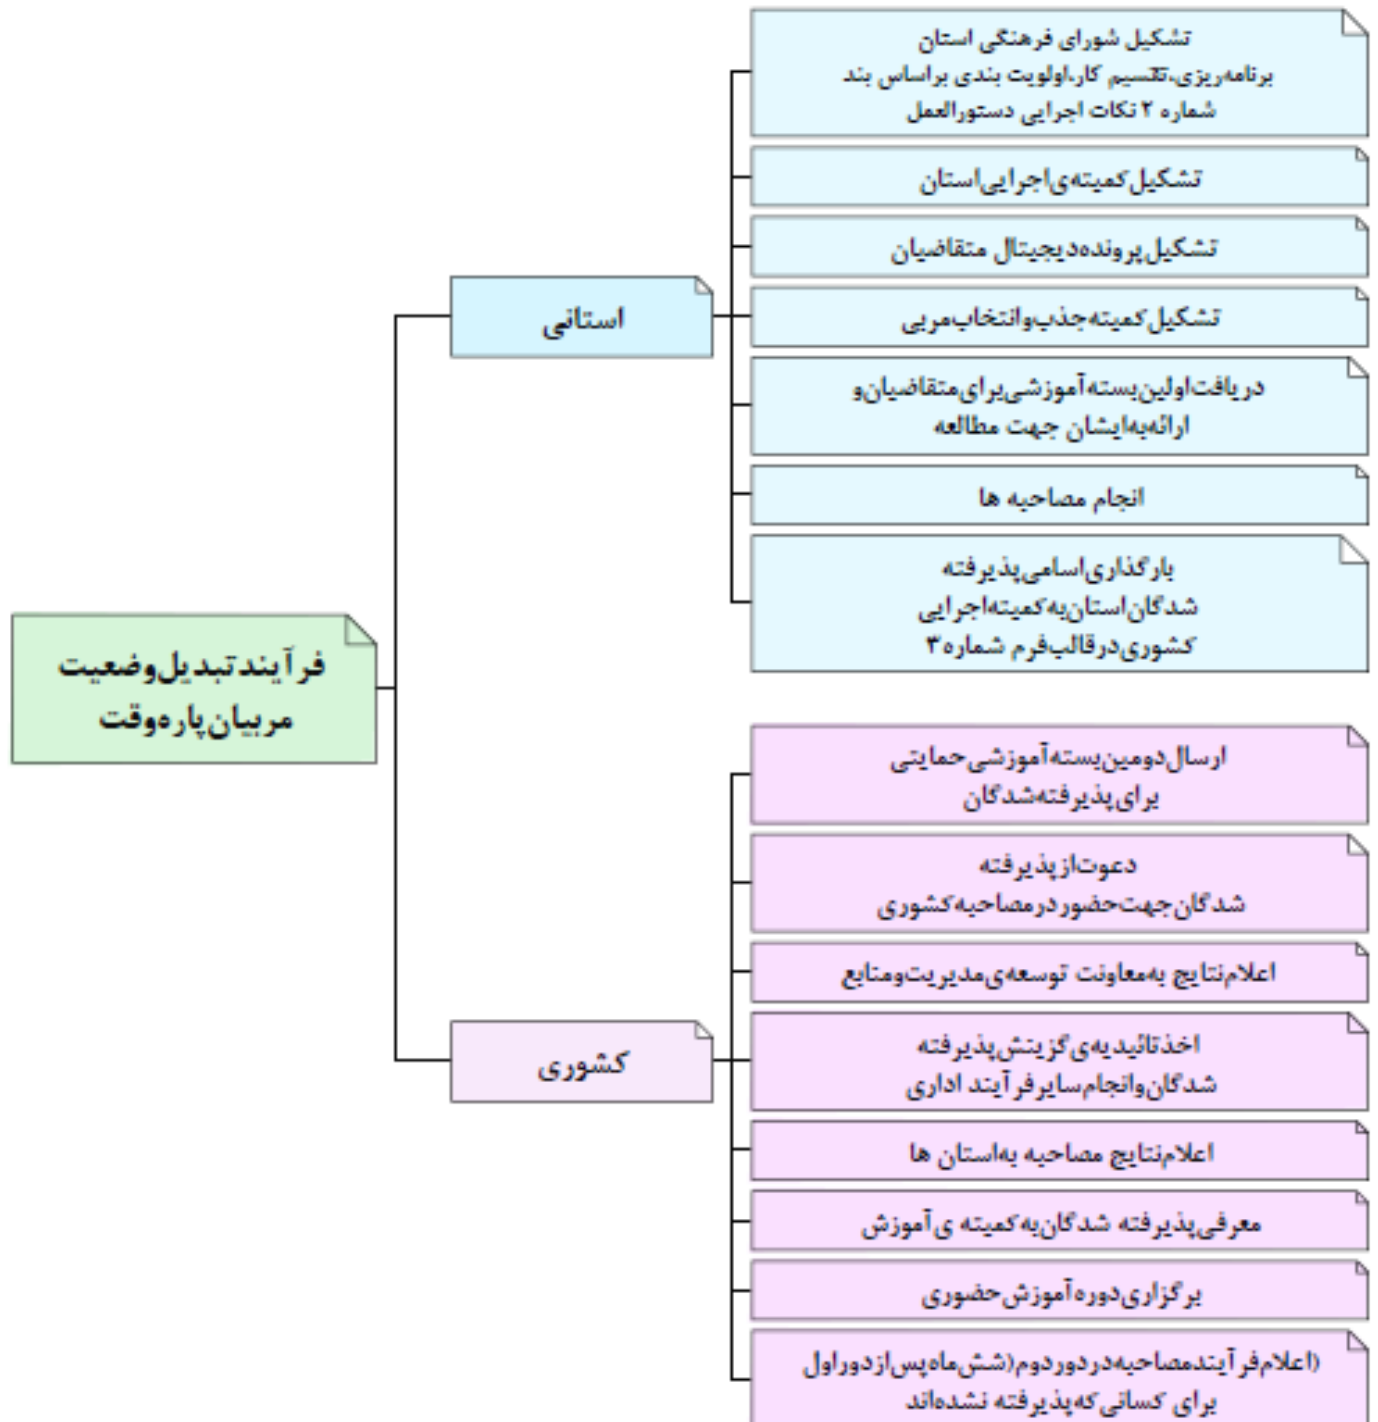 فرآیند تبدیل وضعیت
مربیان پاره‌وقت
استانی
تشکیل شورای فرهنگی استان
برنامه‌ریزی،تقسیم کار،اولویت بندی براساس بند
شماره ۲ نکات اجرایی دستورالعمل
تشکیل کمیته‌ی اجرایی استان
تشکیل پرونده دیجیتال متقاضیان
تشکیل کمیته جذب و انتخاب مربی
دریافت اولین بسته آموزشی برای متقاضیان و
ارائه به ایشان جهت مطالعه
انجام مصاحبه ها
بارگذاری اسامی پذیرفته
شدگان استان به کمیته اجرایی
کشوری در قالب فرم شماره ۳
کشوری
ارسال دومین بسته آموزشی حمایتی
برای پذیرفته شدگان
دعوت از پذیرفته
شدگان جهت حضور در مصاحبه کشوری
اعلام نتایج به معاونت توسعه‌ی مدیریت و منابع
اخذ تائیدیه‌ی گزینش پذیرفته
شدگان و انجام سایر فرآیند اداری
اعلام نتایج مصاحبه به استان ها
معرفی پذیرفته شدگان به کمیته ی آموزش
برگزاری دوره آموزش حضوری
(اعلام فرآیند مصاحبه در دور دوم (شش ماه پس از دور اول
برای کسانی که پذیرفته نشده‌اند